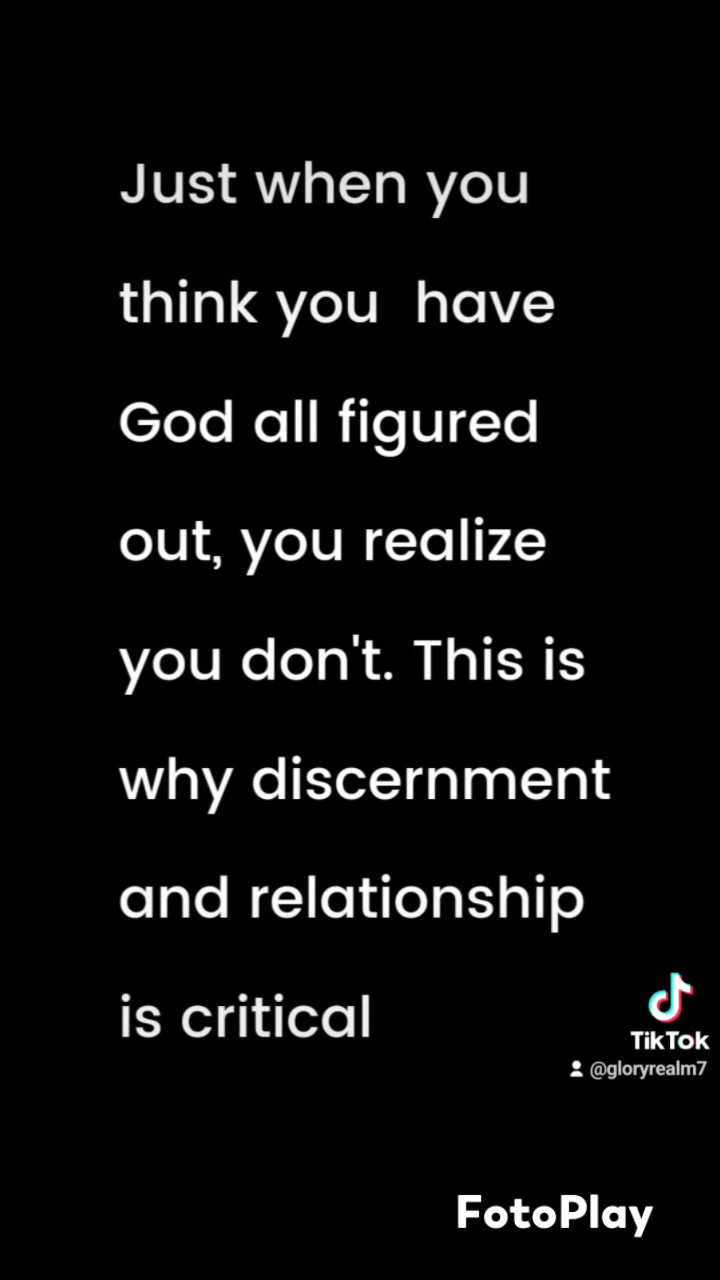 Just when you
think you  have
God all figured
out, you realize
you don't. This is
why discernment
and relationship
is critical
TikTok
@gloryrealm7
FotoPlay